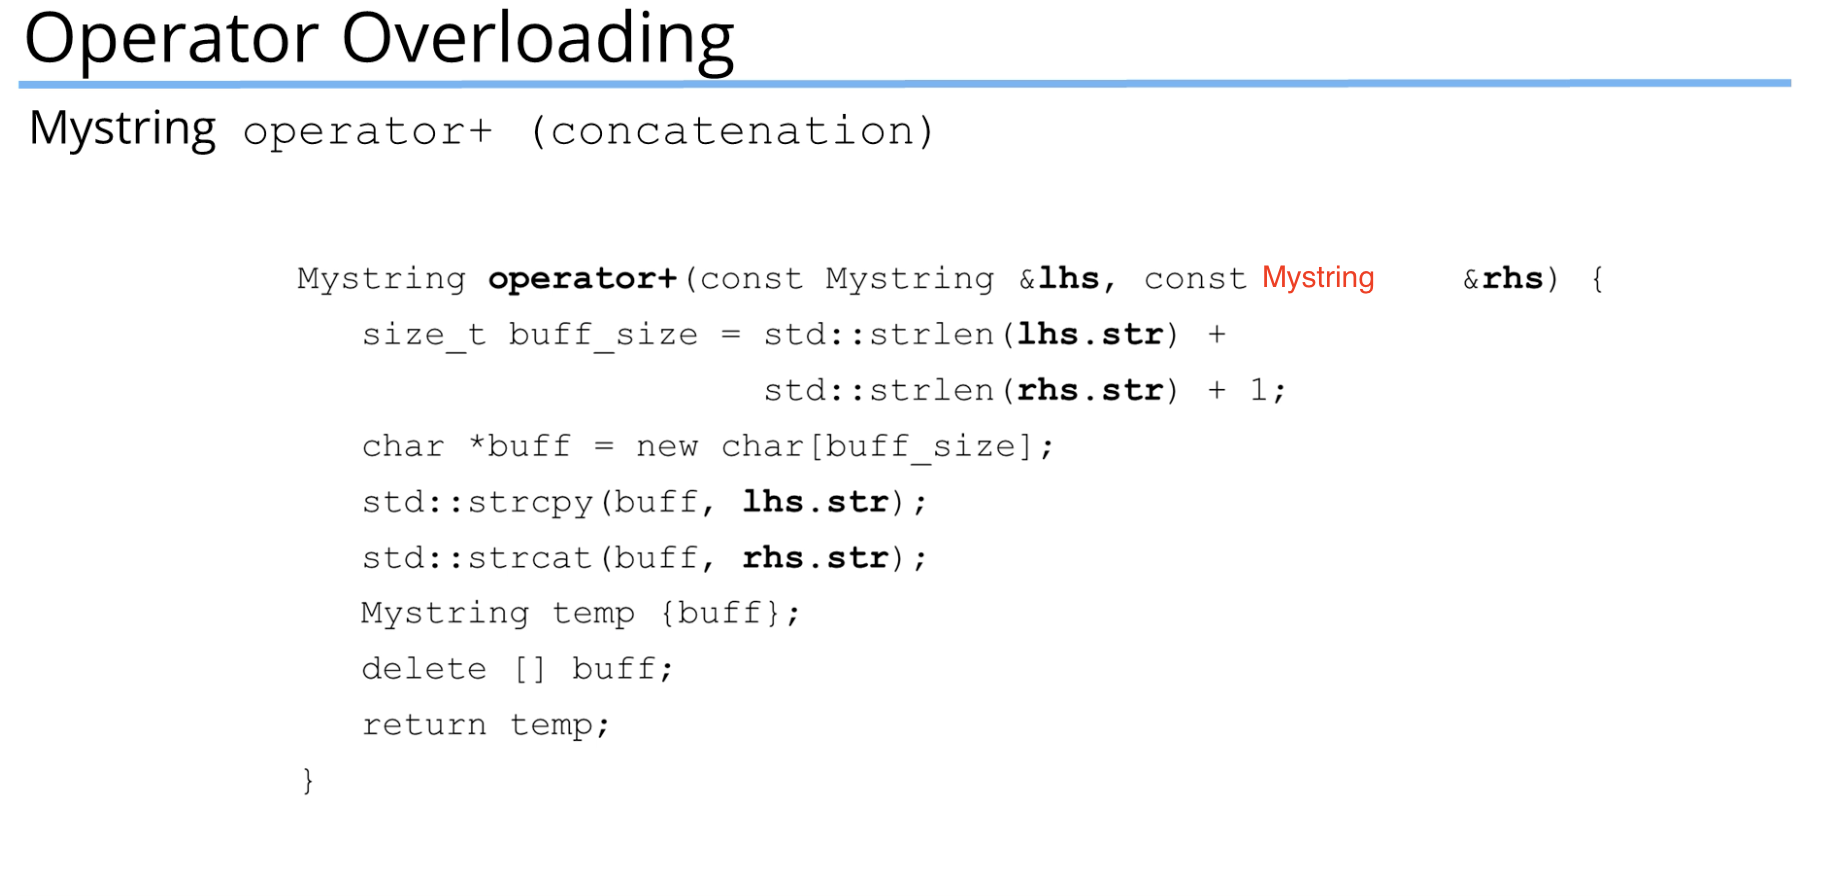 Operator Overloading
Mystring operator+ (concatenation)
Mystring operator+(const Mystring &lhs, const Mystring &rhs) {
size_t buff_size = std::strlen(lhs.str) +
std::strlen(rhs.str) + 1;
char *buff = new char[buff_size];
std::strcpy(buff, lhs.str);
std::strcat(buff, rhs.str);
Mystring temp {buff};
delete [] buff;
return temp;
}